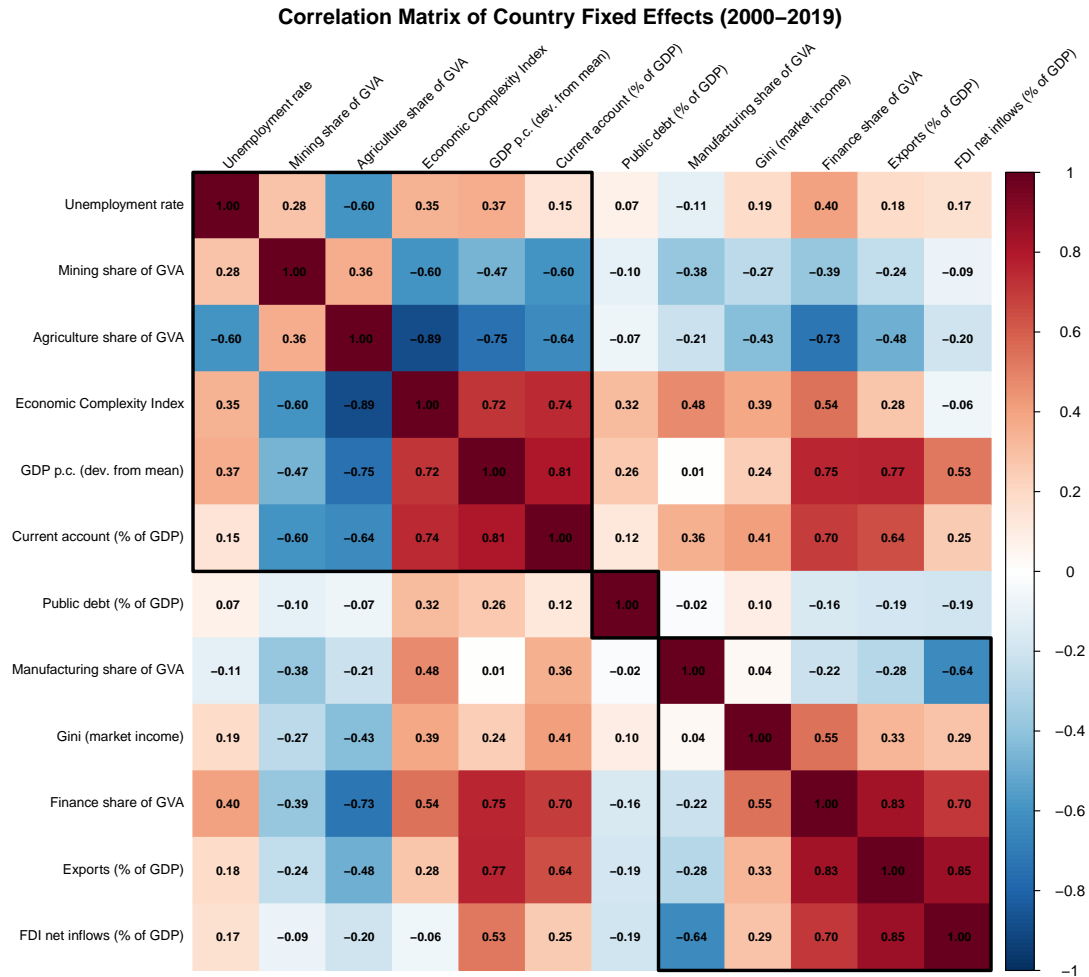 Correlation Matrix of Country Fixed Effects (2000−2019)
Unemployment rate
Mining share of GVA
Agriculture share of GVA
Economic Complexity Index
GDP p.c. (dev. from mean)
Current account (% of GDP)
Public debt (% of GDP)
Manufacturing share of GVA
Gini (market income)
Finance share of GVA
Exports (% of GDP)
FDI net inflows (% of GDP)
Unemployment rate 1.00 0.28 −0.60 0.35 0.37 0.15 0.07 −0.11 0.19 0.40 0.18 0.17
Mining share of GVA 0.28 1.00 0.36 −0.60 −0.47 −0.60 −0.10 −0.38 −0.27 −0.39 −0.24 −0.09
Agriculture share of GVA −0.60 0.36 1.00 −0.89 −0.75 −0.64 −0.07 −0.21 −0.43 −0.73 −0.48 −0.20
Economic Complexity Index 0.35 −0.60 −0.89 1.00 0.72 0.74 0.32 0.48 0.39 0.54 0.28 −0.06
GDP p.c. (dev. from mean) 0.37 −0.47 −0.75 0.72 1.00 0.81 0.26 0.01 0.24 0.75 0.77 0.53
Current account (% of GDP) 0.15 −0.60 −0.64 0.74 0.81 1.00 0.12 0.36 0.41 0.70 0.64 0.25
Public debt (% of GDP) 0.07 −0.10 −0.07 0.32 0.26 0.12 1.00 −0.02 0.10 −0.16 −0.19 −0.19
Manufacturing share of GVA −0.11 −0.38 −0.21 0.48 0.01 0.36 −0.02 1.00 0.04 −0.22 −0.28 −0.64
Gini (market income) 0.19 −0.27 −0.43 0.39 0.24 0.41 0.10 0.04 1.00 0.55 0.33 0.29
Finance share of GVA 0.40 −0.39 −0.73 0.54 0.75 0.70 −0.16 −0.22 0.55 1.00 0.83 0.70
Exports (% of GDP) 0.18 −0.24 −0.48 0.28 0.77 0.64 −0.19 −0.28 0.33 0.83 1.00 0.85
FDI net inflows (% of GDP) 0.17 −0.09 −0.20 −0.06 0.53 0.25 −0.19 −0.64 0.29 0.70 0.85 1.00
1
0.8
0.6
0.4
0.2
0
−0.2
−0.4
−0.6
−0.8
−1